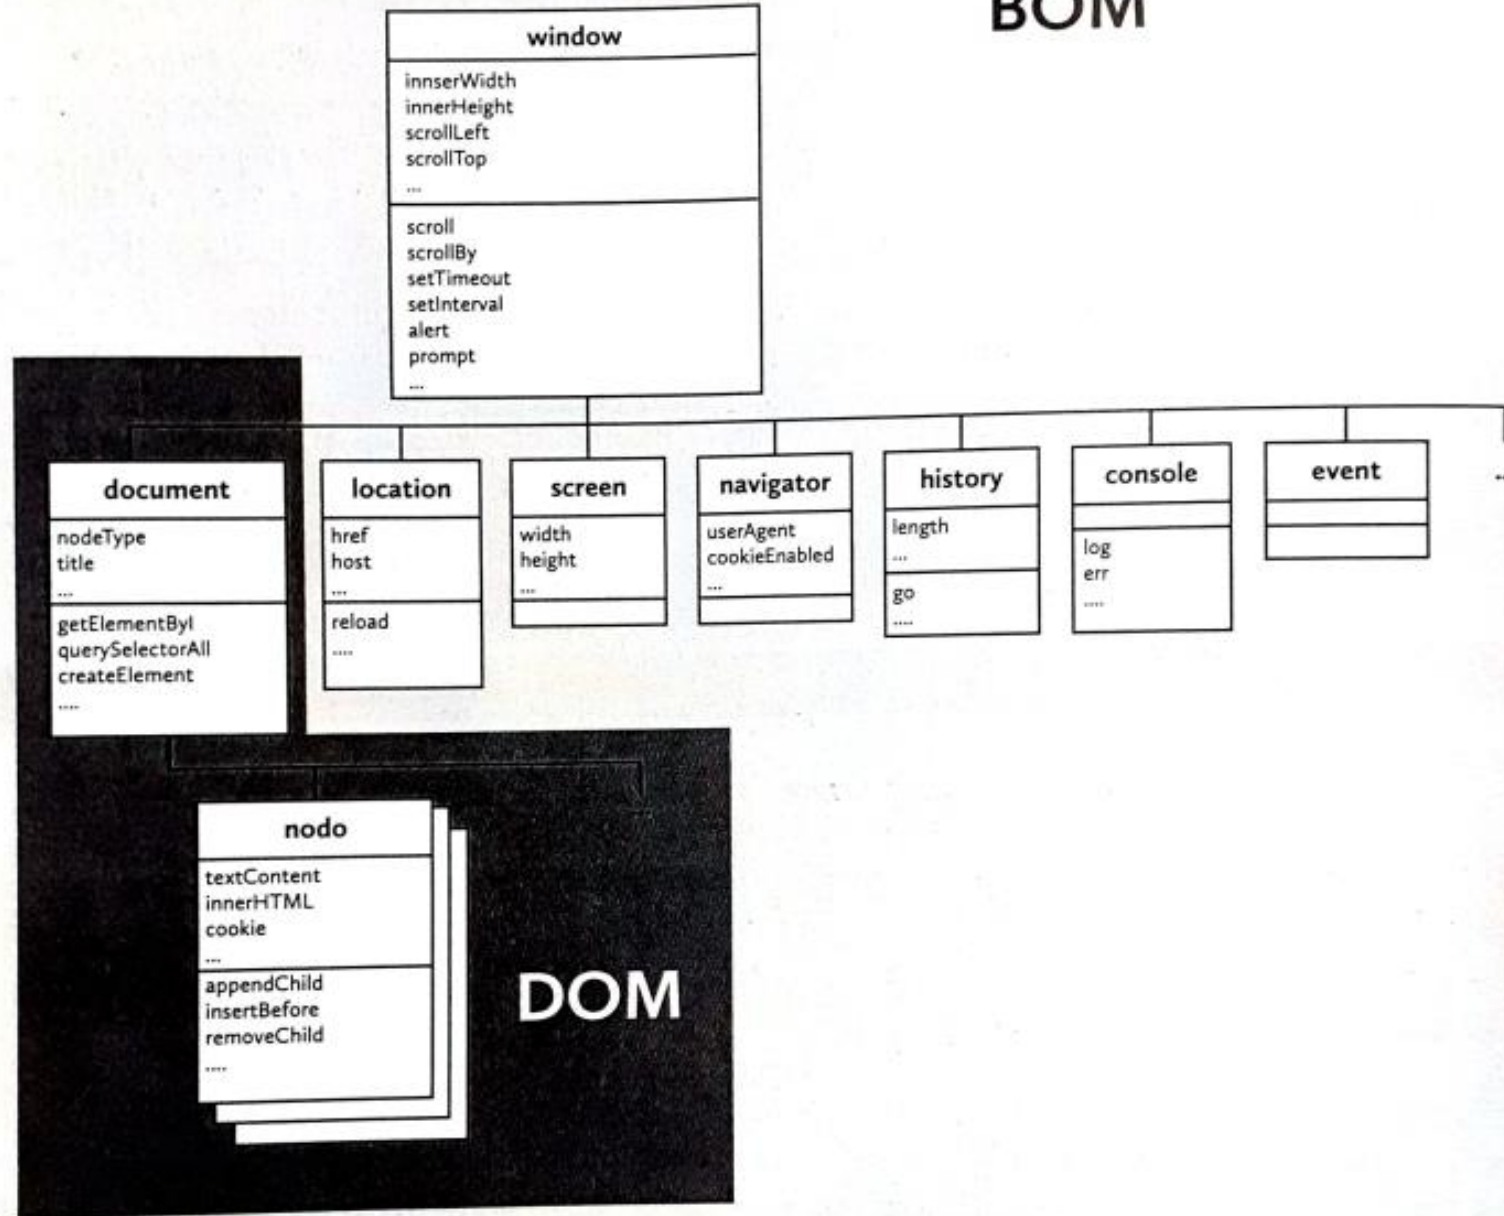 BOM
window
innserWidth
innerHeight
scrollLeft
scrollTop
...
scroll
scrollBy
setTimeout
setInterval
alert
prompt
...
document
nodeType
title
...
getElementByI
querySelectorAll
createElement
....
location
href
host
...
reload
....
screen
width
height
...
navigator
userAgent
cookieEnabled
...
history
length
...
go
....
console
log
err
....
event
nodo
textContent
innerHTML
cookie
...
appendChild
insertBefore
removeChild
....
DOM